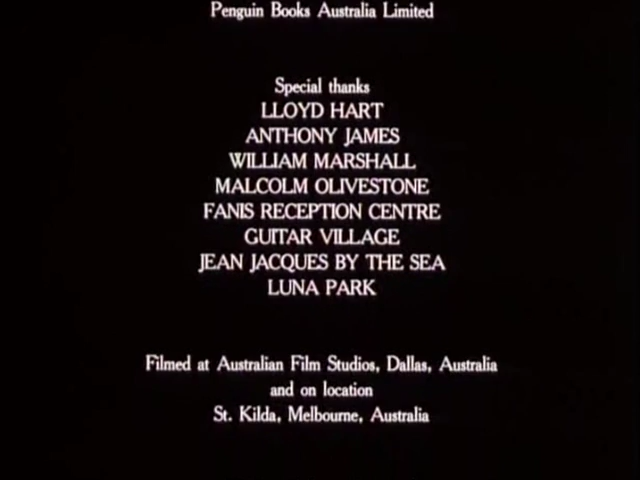 Penguin Books Australia Limited
Special thanks
LLOYD HART
ANTHONY JAMES
WILLIAM MARSHALL
MALCOLM OLIVESTONE
FANIS RECEPTION CENTRE
GUITAR VILLAGE
JEAN JACQUES BY THE SEA
LUNA PARK
Filmed at Australian Film Studios, Dallas, Australia
and on location
St. Kilda, Melbourne, Australia